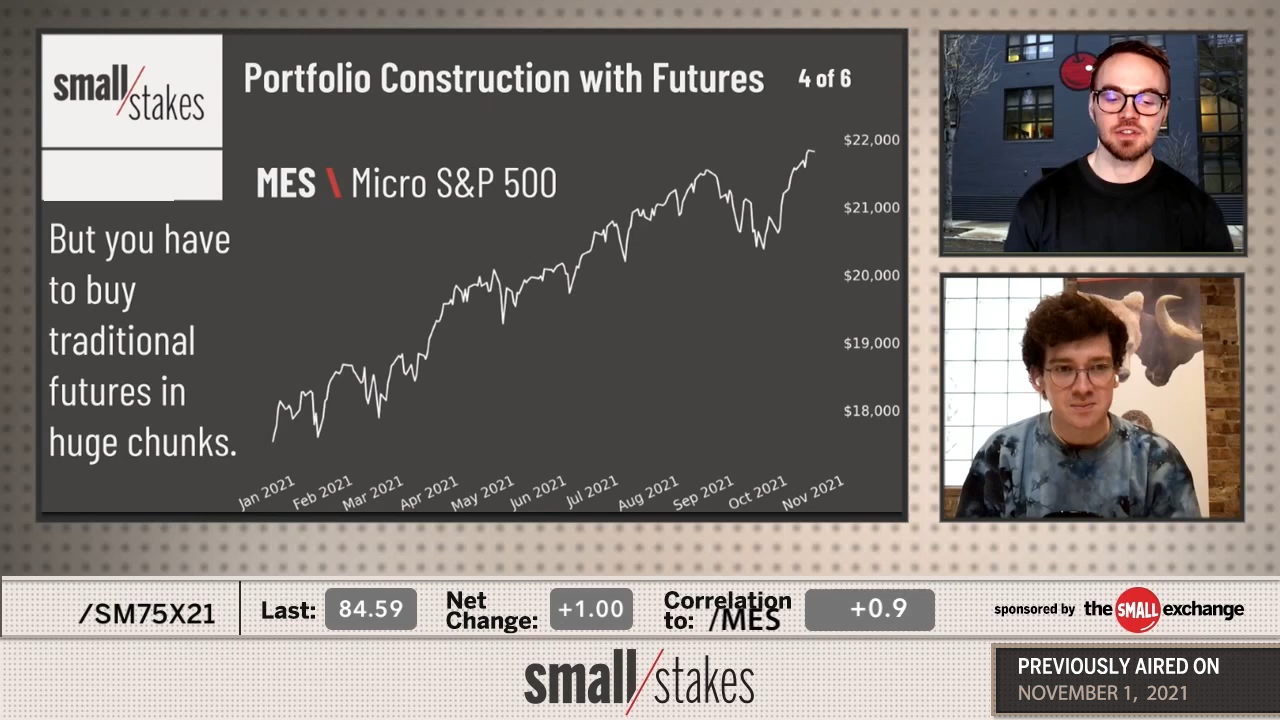 small/stakes
Portfolio Construction with Futures 4 of 6
MES \ Micro S&P 500
But you have
to buy
traditional
futures in
huge chunks.
$22,000
$21,000
$20,000
$19,000
$18,000
Jan 2021 Feb 2021 Mar 2021 Apr 2021 May 2021 Jun 2021 Jul 2021 Aug 2021 Sep 2021 Oct 2021 Nov 2021
/SM75X21
Last: 84.59
Net
Change: +1.00
Correlation
to: /MES +0.9
sponsored by the SMALL exchange
small/stakes
PREVIOUSLY AIRED ON
NOVEMBER 1, 2021